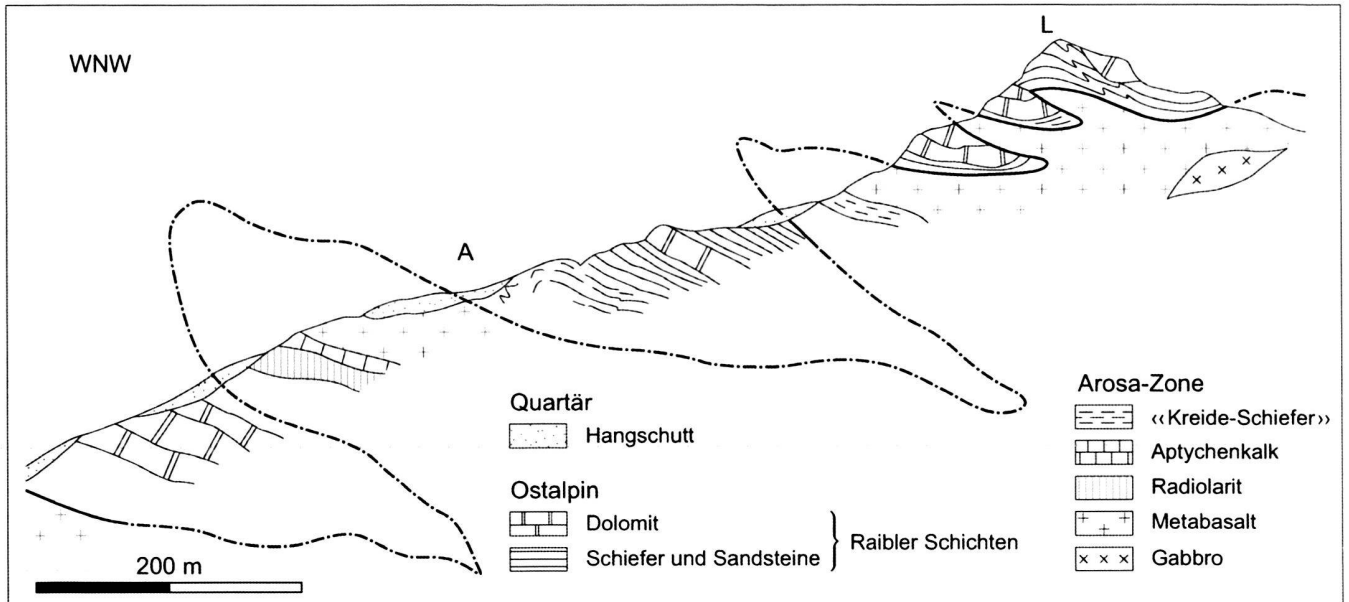 WNW
L
A
Quartär
Hangschutt
Ostalpin
Dolomit
Schiefer und Sandsteine
Raibler Schichten
Arosa-Zone
‹‹Kreide-Schiefer››
Aptychenkalk
Radiolarit
Metabasalt
Gabbro
200 m